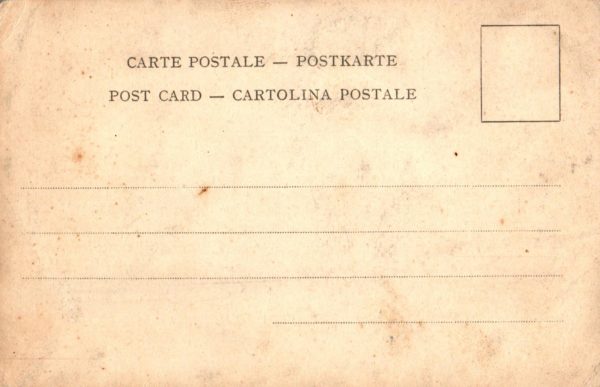 CARTE POSTALE — POSTKARTE
POST CARD — CARTOLINA POSTALE